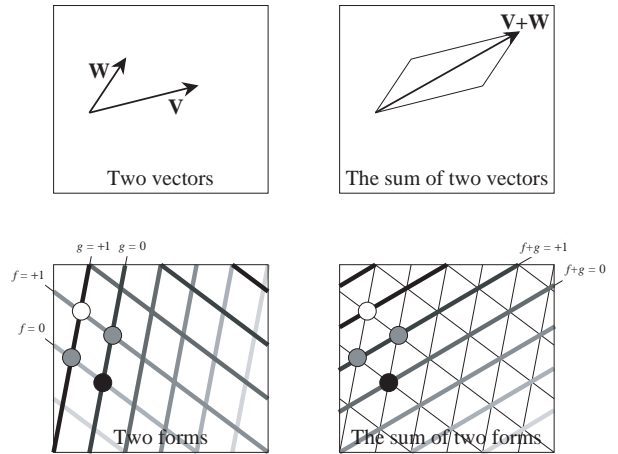 V+W
W
V
Two vectors
The sum of two vectors
g = +1 g = 0
f+g = +1
f = +1
f+g = 0
f = 0
Two forms
The sum of two forms